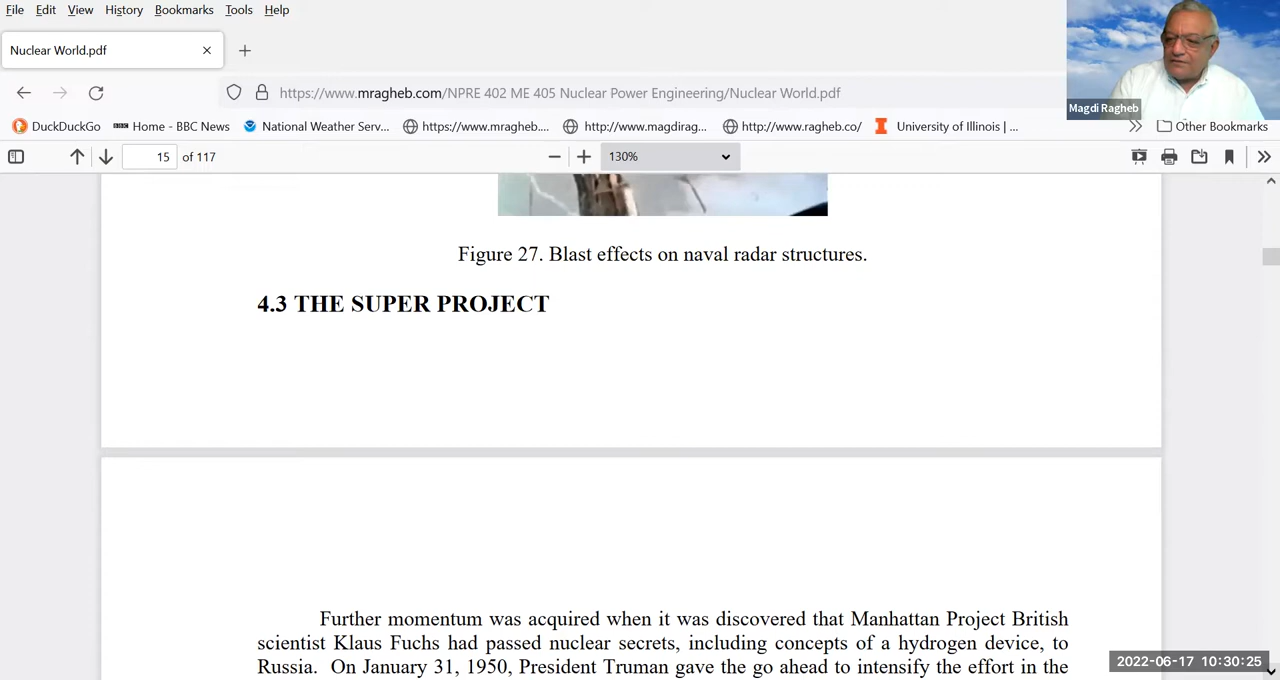 File Edit View History Bookmarks Tools Help
Nuclear World.pdf
https://www.mragheb.com/NPRE 402 ME 405 Nuclear Power Engineering/Nuclear World.pdf
Magdi Ragheb
DuckDuckGo BBC Home - BBC News National Weather Serv... https://www.mragheb.... http://www.magdirag... http://www.ragheb.co/ University of Illinois | ... Other Bookmarks
15 of 117 130%
Figure 27. Blast effects on naval radar structures.
4.3 THE SUPER PROJECT
Further momentum was acquired when it was discovered that Manhattan Project British
scientist Klaus Fuchs had passed nuclear secrets, including concepts of a hydrogen device, to
Russia. On January 31, 1950, President Truman gave the go ahead to intensify the effort in the
2022-06-17 10:30:25